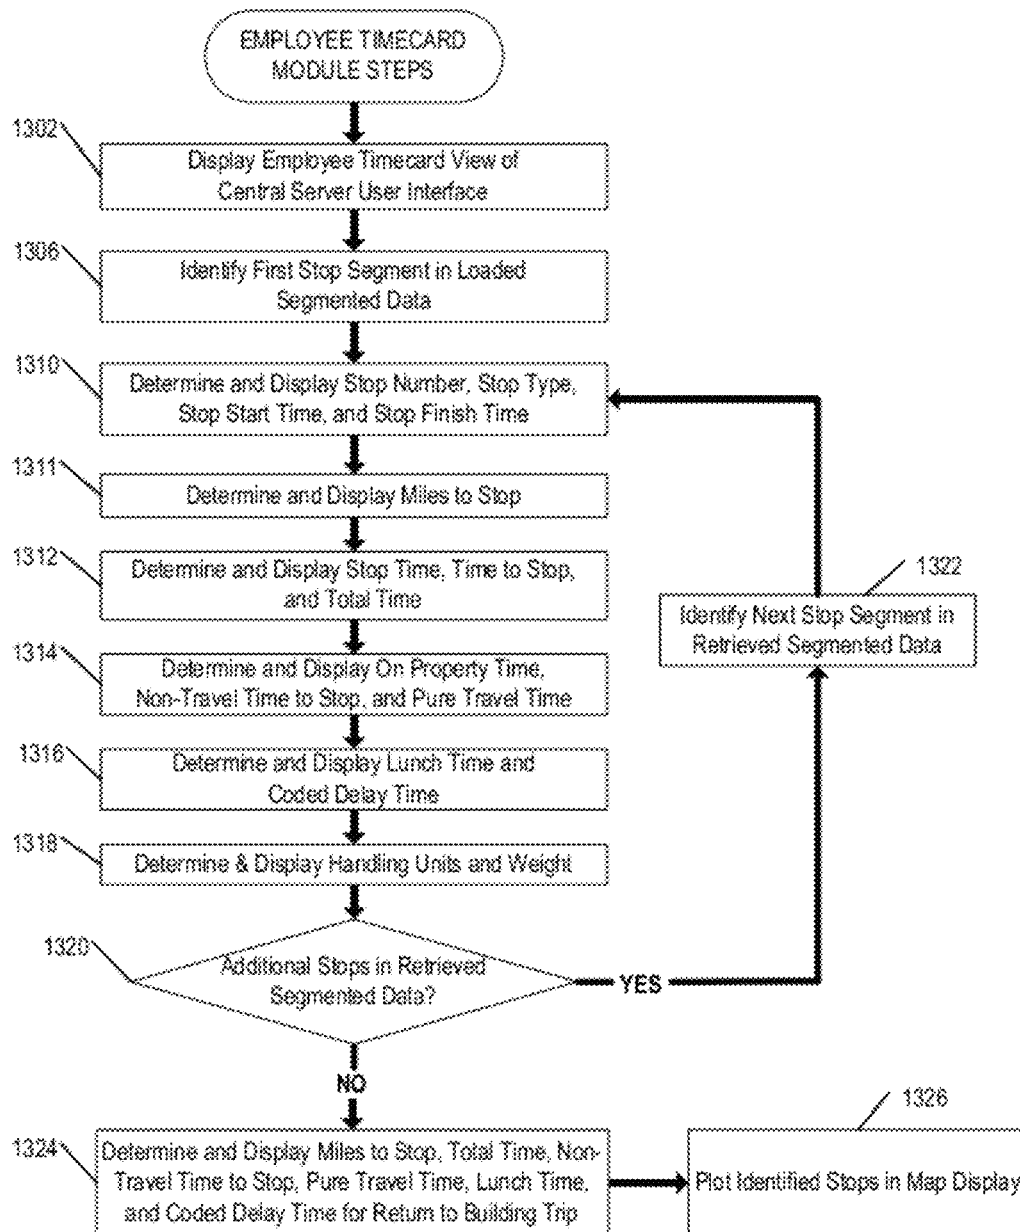 EMPLOYEE TIMECARD
MODULE STEPS
1302
Display Employee Timecard View of
Central Server User Interface
1306
Identify First Stop Segment in Loaded
Segmented Data
1310
Determine and Display Stop Number, Stop Type,
Stop Start Time, and Stop Finish Time
1311
Determine and Display Miles to Stop
1312
Determine and Display Stop Time, Time to Stop,
and Total Time
1322
Identify Next Stop Segment in
Retrieved Segmented Data
1314
Determine and Display On Property Time,
Non-Travel Time to Stop, and Pure Travel Time
1316
Determine and Display Lunch Time and
Coded Delay Time
1318
Determine & Display Handling Units and Weight
1320
Additional Stops in Retrieved
Segmented Data?
YES
NO
1324
Determine and Display Miles to Stop, Total Time, Non-
Travel Time to Stop, Pure Travel Time, Lunch Time,
and Coded Delay Time for Return to Building Trip
1326
Plot Identified Stops in Map Display